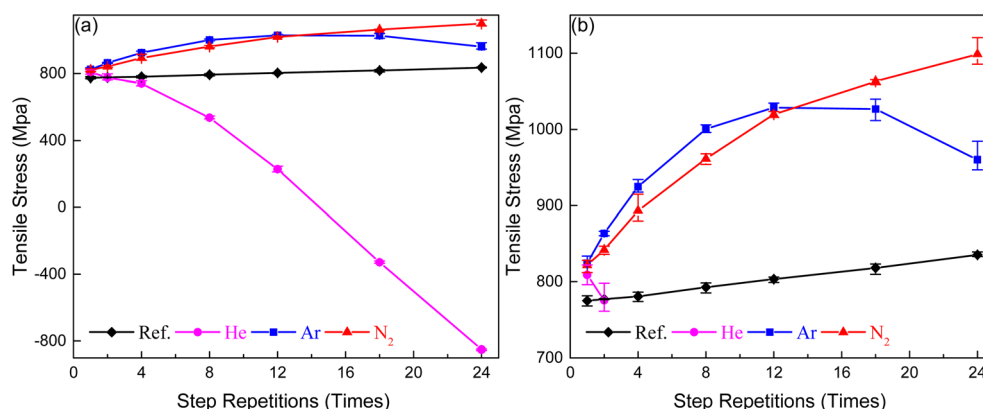 (a)
Tensile Stress (Mpa)
800
400
0
-400
-800
Ref. He Ar N2
0 4 8 12 16 20 24
Step Repetitions (Times)
(b)
Tensile Stress (Mpa)
1100
1000
900
800
700
Ref. He Ar N2
0 4 8 12 16 20 24
Step Repetitions (Times)